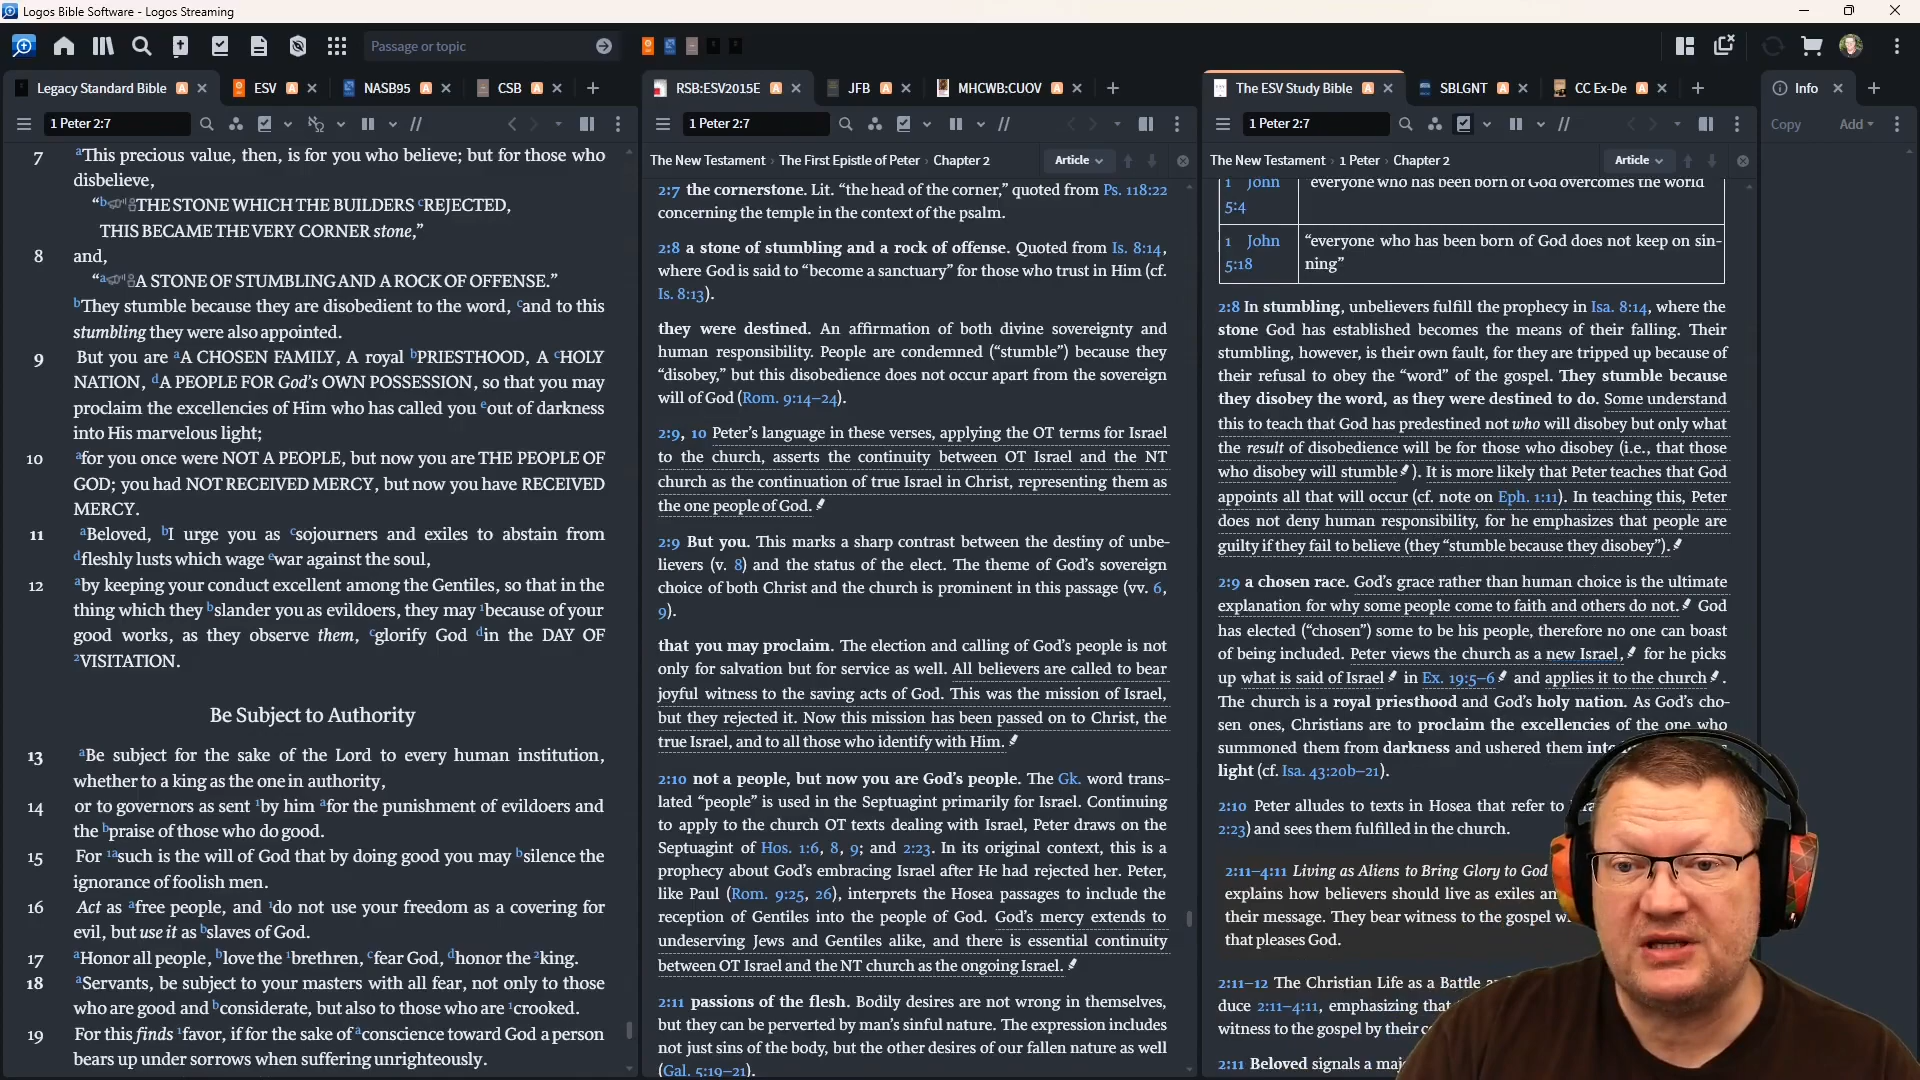 Logos Bible Software - Logos Streaming
Passage or topic
Legacy Standard Bible A
ESV A
NASB95 A
CSB A
RSB:ESV2015E A
JFB A
MHCWB:CUOV A
The ESV Study Bible A
SBLGNT A
CC Ex-De A
Info
1 Peter 2:7
1 Peter 2:7
1 Peter 2:7
Copy
Add
7 aThis precious value, then, is for you who believe; but for those who
disbelieve,
“bTHE STONE WHICH THE BUILDERS cREJECTED,
THIS BECAME THE VERY CORNER stone,”
8 and,
“aA STONE OF STUMBLING AND A ROCK OF OFFENSE.”
bThey stumble because they are disobedient to the word, cand to this
stumbling they were also appointed.
9 But you are aA CHOSEN FAMILY, A royal bPRIESTHOOD, A cHOLY
NATION, dA PEOPLE FOR God’s OWN POSSESSION, so that you may
proclaim the excellencies of Him who has called you eout of darkness
into His marvelous light;
10 afor you once were NOT A PEOPLE, but now you are THE PEOPLE OF
GOD; you had NOT RECEIVED MERCY, but now you have RECEIVED
MERCY.
11 aBeloved, bI urge you as csojourners and exiles to abstain from
dfleshly lusts which wage ewar against the soul,
12 aby keeping your conduct excellent among the Gentiles, so that in the
thing which they bslander you as evildoers, they may 1because of your
good works, as they observe them, cglorify God din the DAY OF
2VISITATION.
Be Subject to Authority
13 aBe subject for the sake of the Lord to every human institution,
whether to a king as the one in authority,
14 or to governors as sent 1by him afor the punishment of evildoers and
the bpraise of those who do good.
15 For 1asuch is the will of God that by doing good you may bsilence the
ignorance of foolish men.
16 Act as afree people, and 1do not use your freedom as a covering for
evil, but use it as bslaves of God.
17 aHonor all people, blove the 1brethren, cfear God, dhonor the 2king.
18 aServants, be subject to your masters with all fear, not only to those
who are good and bconsiderate, but also to those who are 1crooked.
19 For this finds 1favor, if for the sake of aconscience toward God a person
bears up under sorrows when suffering unrighteously.
The New Testament › The First Epistle of Peter › Chapter 2
Article
2:7 the cornerstone. Lit. “the head of the corner,” quoted from Ps. 118:22
concerning the temple in the context of the psalm.
2:8 a stone of stumbling and a rock of offense. Quoted from Is. 8:14,
where God is said to “become a sanctuary” for those who trust in Him (cf.
Is. 8:13).
they were destined. An affirmation of both divine sovereignty and
human responsibility. People are condemned (“stumble”) because they
“disobey,” but this disobedience does not occur apart from the sovereign
will of God (Rom. 9:14–24).
2:9, 10 Peter’s language in these verses, applying the OT terms for Israel
to the church, asserts the continuity between OT Israel and the NT
church as the continuation of true Israel in Christ, representing them as
the one people of God.
2:9 But you. This marks a sharp contrast between the destiny of unbe-
lievers (v. 8) and the status of the elect. The theme of God’s sovereign
choice of both Christ and the church is prominent in this passage (vv. 6,
9).
that you may proclaim. The election and calling of God’s people is not
only for salvation but for service as well. All believers are called to bear
joyful witness to the saving acts of God. This was the mission of Israel,
but they rejected it. Now this mission has been passed on to Christ, the
true Israel, and to all those who identify with Him.
2:10 not a people, but now you are God’s people. The Gk. word trans-
lated “people” is used in the Septuagint primarily for Israel. Continuing
to apply to the church OT texts dealing with Israel, Peter draws on the
Septuagint of Hos. 1:6, 8, 9; and 2:23. In its original context, this is a
prophecy about God’s embracing Israel after He had rejected her. Peter,
like Paul (Rom. 9:25, 26), interprets the Hosea passages to include the
reception of Gentiles into the people of God. God’s mercy extends to
undeserving Jews and Gentiles alike, and there is essential continuity
between OT Israel and the NT church as the ongoing Israel.
2:11 passions of the flesh. Bodily desires are not wrong in themselves,
but they can be perverted by man’s sinful nature. The expression includes
not just sins of the body, but the other desires of our fallen nature as well
(Gal. 5:19–21).
The New Testament › 1 Peter › Chapter 2
Article
1 John “everyone who has been born of God overcomes the world”
5:4
1 John “everyone who has been born of God does not keep on sin-
5:18 ning”
2:8 In stumbling, unbelievers fulfill the prophecy in Isa. 8:14, where the
stone God has established becomes the means of their falling. Their
stumbling, however, is their own fault, for they are tripped up because of
their refusal to obey the “word” of the gospel. They stumble because
they disobey the word, as they were destined to do. Some understand
this to teach that God has predestined not who will disobey but only what
the result of disobedience will be for those who disobey (i.e., that those
who disobey will stumble). It is more likely that Peter teaches that God
appoints all that will occur (cf. note on Eph. 1:11). In teaching this, Peter
does not deny human responsibility, for he emphasizes that people are
guilty if they fail to believe (they “stumble because they disobey”).
2:9 a chosen race. God’s grace rather than human choice is the ultimate
explanation for why some people come to faith and others do not. God
has elected (“chosen”) some to be his people, therefore no one can boast
of being included. Peter views the church as a new Israel, for he picks
up what is said of Israel in Ex. 19:5–6 and applies it to the church.
The church is a royal priesthood and God’s holy nation. As God’s cho-
sen ones, Christians are to proclaim the excellencies of the one who
summoned them from darkness and ushered them
light (cf. Isa. 43:20b–21).
2:10 Peter alludes to texts in Hosea that refer to
2:23) and sees them fulfilled in the church.
2:11–4:11 Living as Aliens to Bring Glory to God
explains how believers should live as exiles
their message. They bear witness to the gospel
that pleases God.
2:11–12 The Christian Life as a Battle
duce 2:11–4:11, emphasizing that
witness to the gospel by their
2:11 Beloved signals a